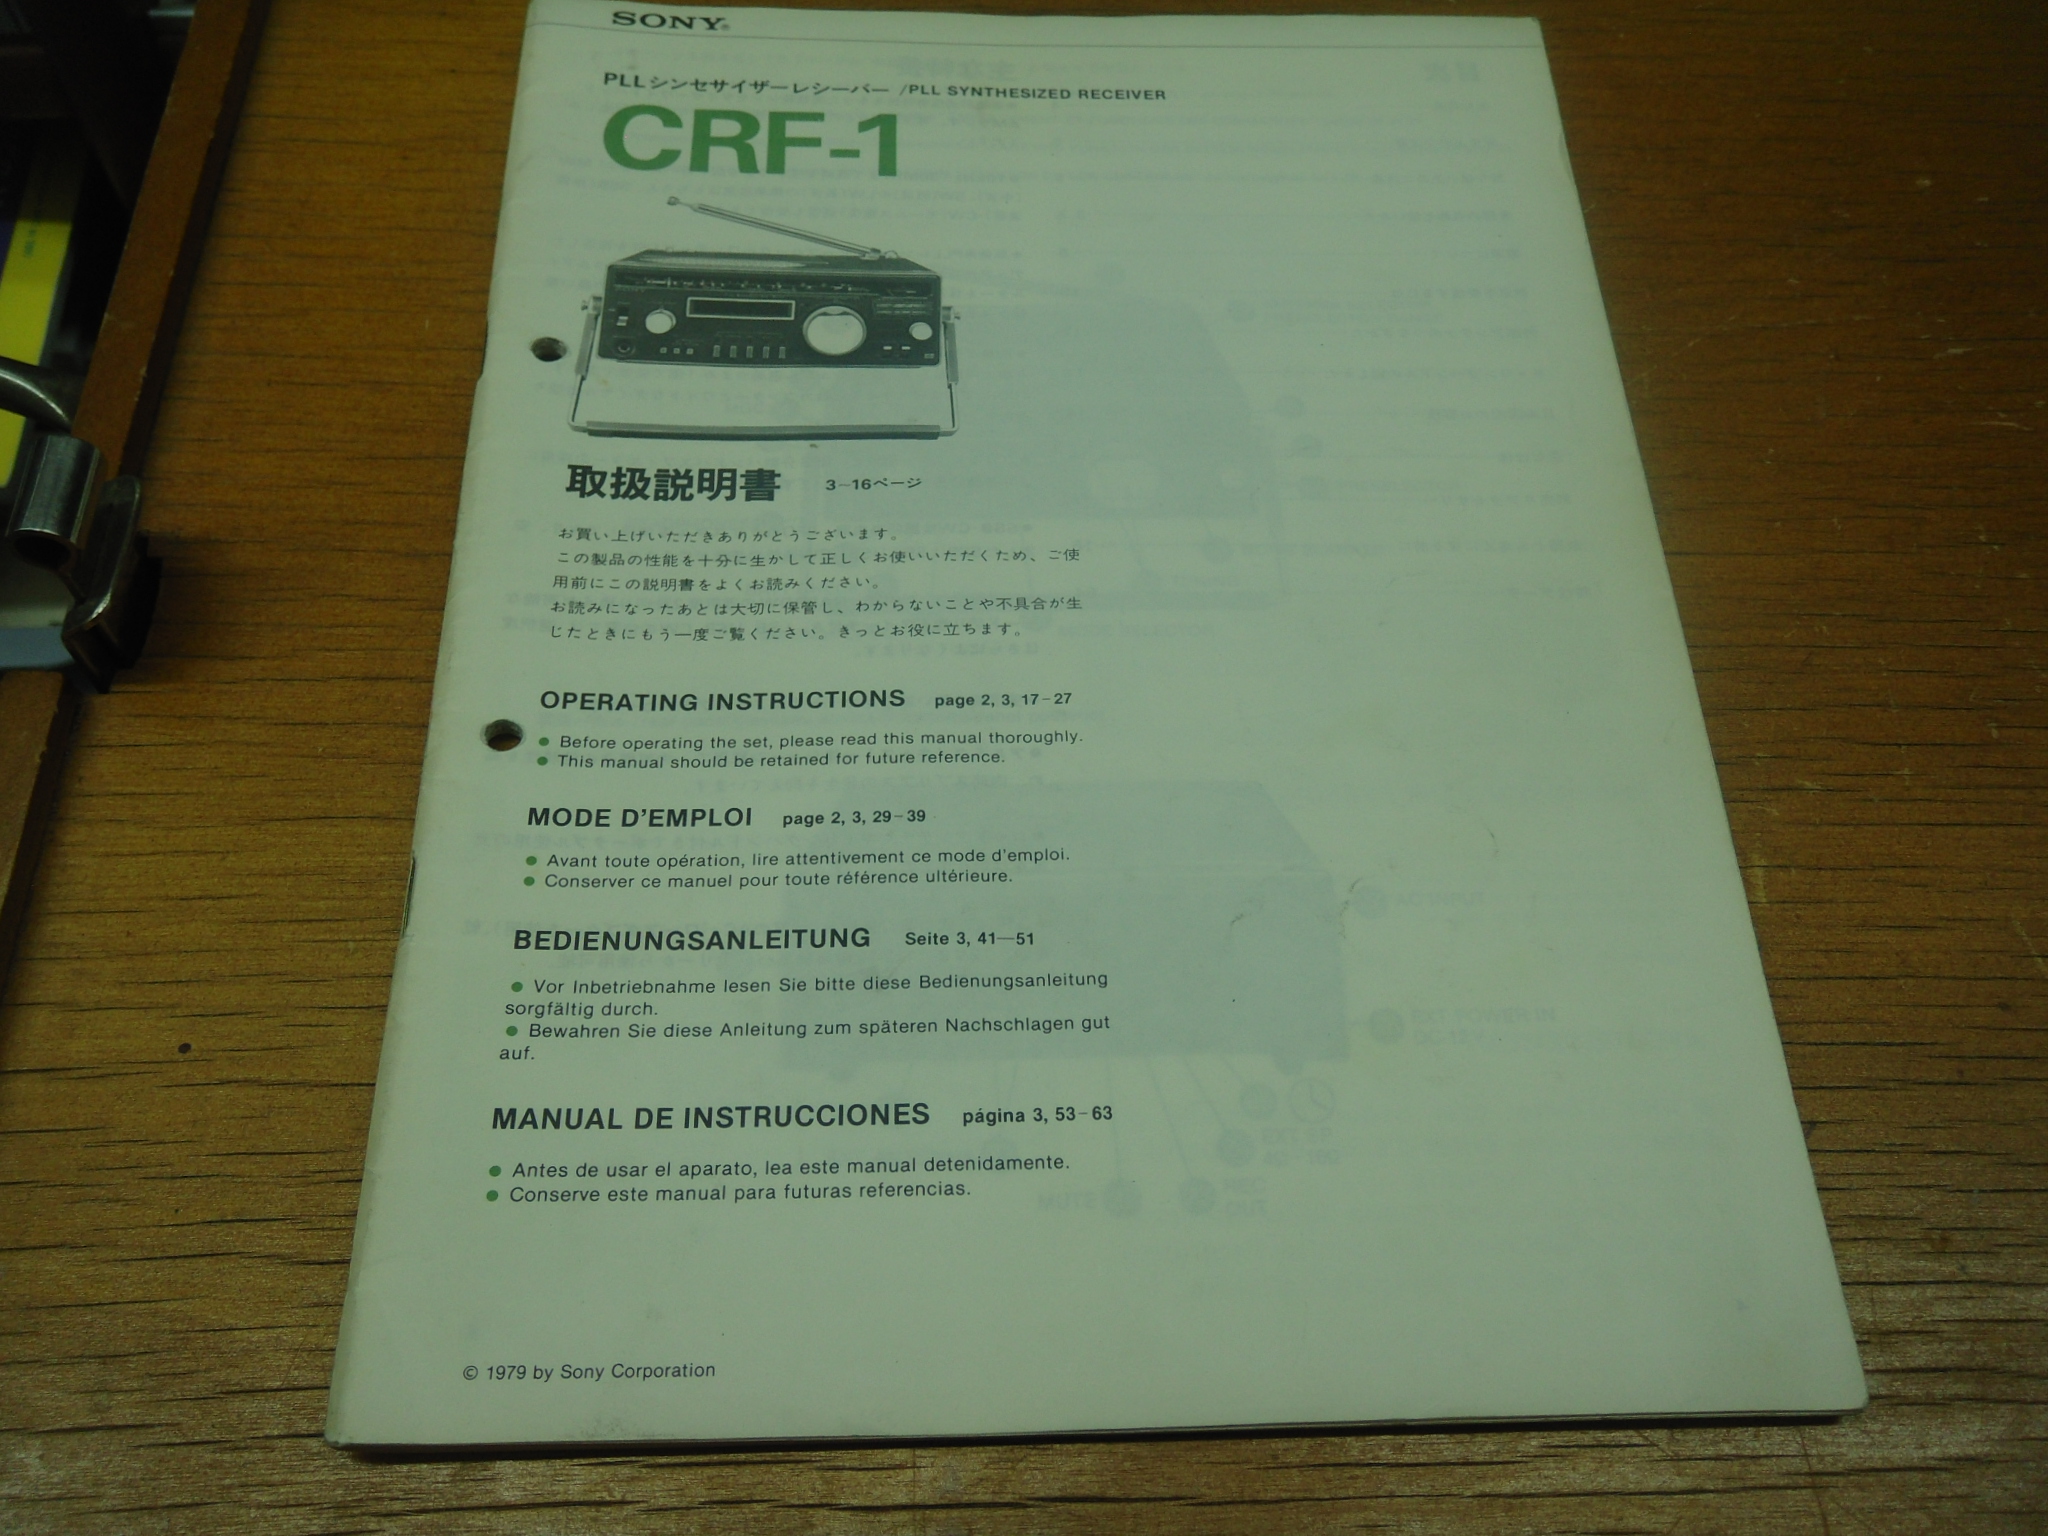 SONY®
PLLシンセサイザーレシーバー /PLL SYNTHESIZED RECEIVER
CRF-1
取扱説明書 3-16ページ
お買い上げいただきありがとうございます。
この製品の性能を十分に生かして正しくお使いいただくため、ご使
用前にこの説明書をよくお読みください。
お読みになったあとは大切に保管し、わからないことや不具合が生
じたときにもう一度ご覧ください。きっとお役に立ちます。
OPERATING INSTRUCTIONS page 2, 3, 17-27
● Before operating the set, please read this manual thoroughly.
● This manual should be retained for future reference.
MODE D'EMPLOI page 2, 3, 29-39
● Avant toute opération, lire attentivement ce mode d'emploi.
● Conserver ce manuel pour toute référence ultérieure.
BEDIENUNGSANLEITUNG Seite 3, 41—51
● Vor Inbetriebnahme lesen Sie bitte diese Bedienungsanleitung
sorgfältig durch.
● Bewahren Sie diese Anleitung zum späteren Nachschlagen gut
auf.
MANUAL DE INSTRUCCIONES página 3, 53-63
● Antes de usar el aparato, lea este manual detenidamente.
● Conserve este manual para futuras referencias.
© 1979 by Sony Corporation